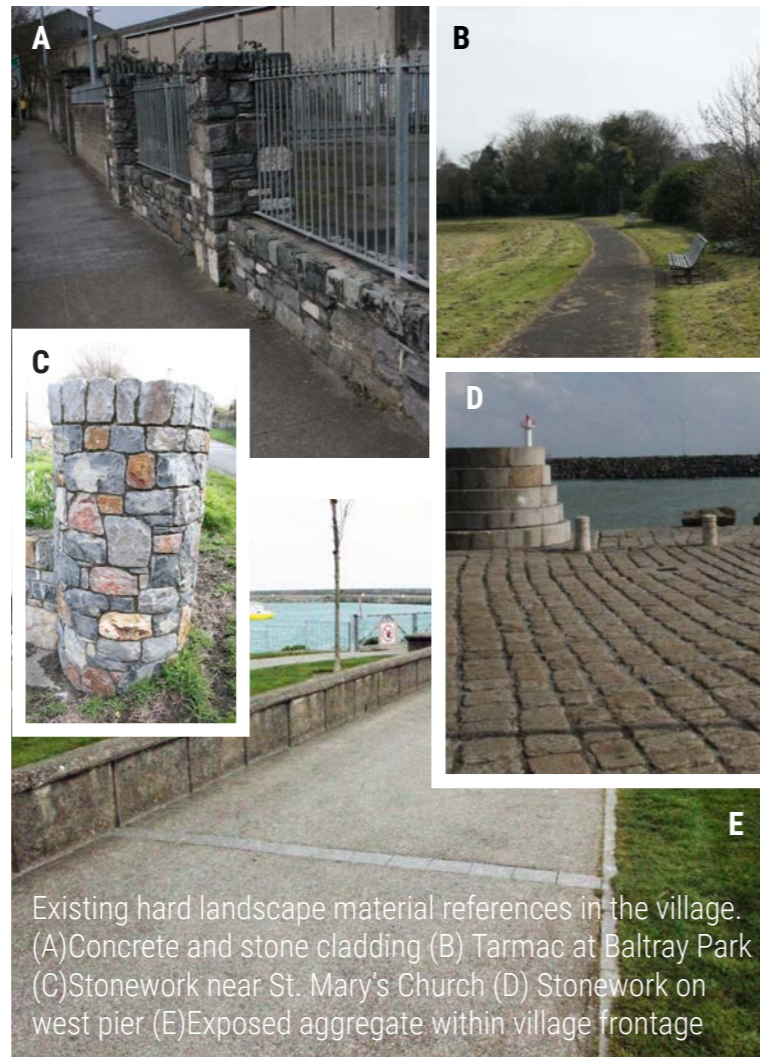 A
B
C
D
E
Existing hard landscape material references in the village.
(A)Concrete and stone cladding (B) Tarmac at Baltray Park
(C)Stonework near St. Mary's Church (D) Stonework on
west pier (E)Exposed aggregate within village frontage